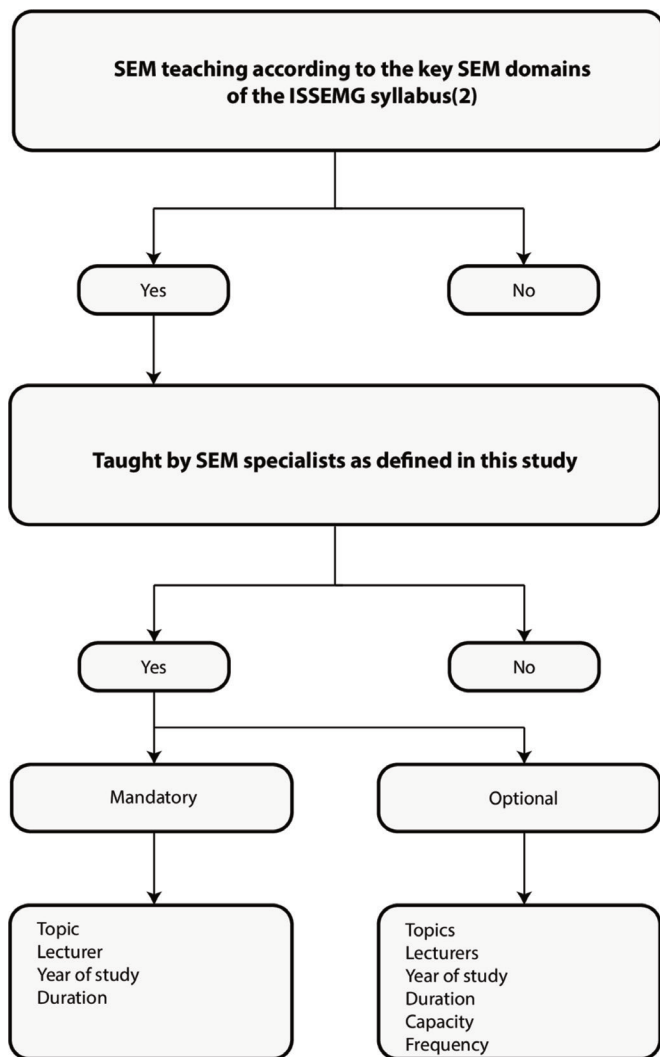 SEM teaching according to the key SEM domains
of the ISSEMG syllabus(2)
Yes
No
Taught by SEM specialists as defined in this study
Yes
No
Mandatory
Optional
Topic
Lecturer
Year of study
Duration
Topics
Lecturers
Year of study
Duration
Capacity
Frequency